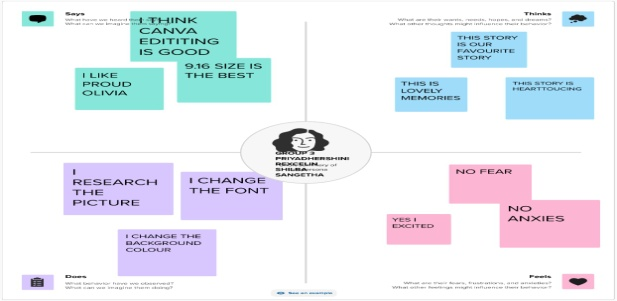 Says
What have we heard them
What can we imagine
I THINK
CANVA
EDITITING
IS GOOD
9.16 SIZE IS
THE BEST
I LIKE
PROUD
OLIVIA
Thinks
What are their wants, needs, hopes, and dreams?
What other thoughts might influence their behavior?
THIS STORY
IS OUR
FAVOURITE
STORY
THIS IS
LOVELY
MEMORIES
THIS STORY IS
HEARTTOUCING
GROUP 3
PRIYADHERSHINI
REXCELIN
SHILBA
SANGETHA
I
RESEARCH
THE
PICTURE
I CHANGE
THE FONT
I CHANGE THE
BACKGROUND
COLOUR
Does
What behavior have we observed?
What can we imagine them doing?
NO FEAR
YES I
EXCITED
NO
ANXIES
Feels
What are their fears, frustrations, and anxieties?
What other feelings might influence their behavior?
See an example